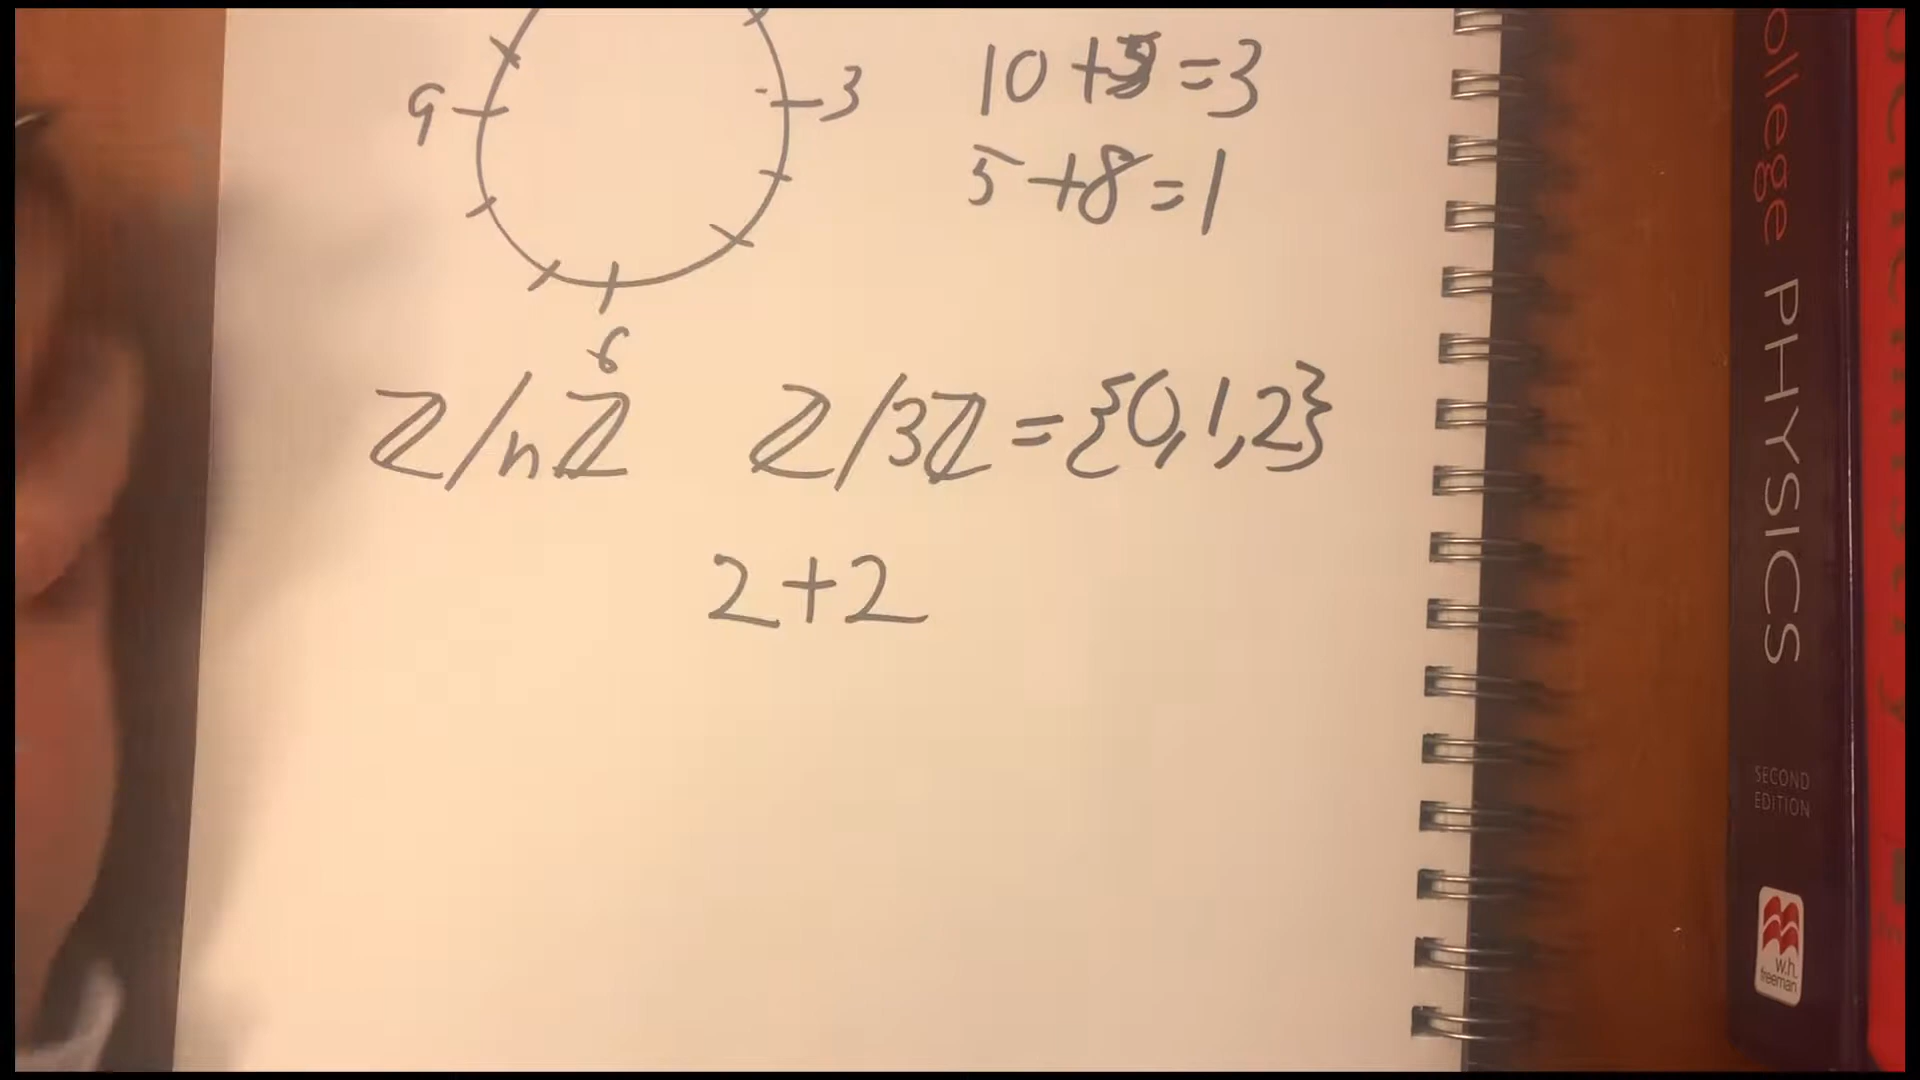 9
3
6
10 + 5 = 3
5 + 8 = 1
ℤ/nℤ
ℤ/3ℤ = {0, 1, 2}
2 + 2
ollege PHYSICS
SECOND
EDITION
w.h.
freeman